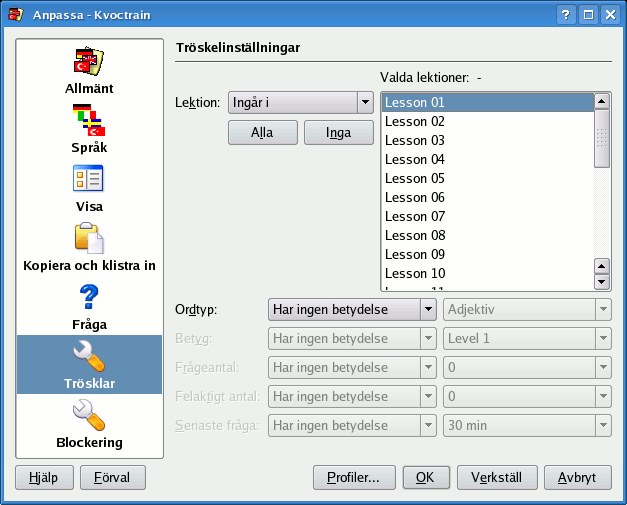 Anpassa - Kvoctrain
Allmänt
Språk
Visa
Kopiera och klistra in
Fråga
Trösklar
Blockering
Tröskelinställningar
Valda lektioner: -
Lektion: Ingår i
Alla Inga
Lesson 01
Lesson 02
Lesson 03
Lesson 04
Lesson 05
Lesson 06
Lesson 07
Lesson 08
Lesson 09
Lesson 10
Lesson 11
Ordtyp: Har ingen betydelse Adjektiv
Betyg: Har ingen betydelse Level 1
Frågeantal: Har ingen betydelse 0
Felaktigt antal: Har ingen betydelse 0
Senaste fråga: Har ingen betydelse 30 min
Hjälp Förval Profiler... OK Verkställ Avbryt